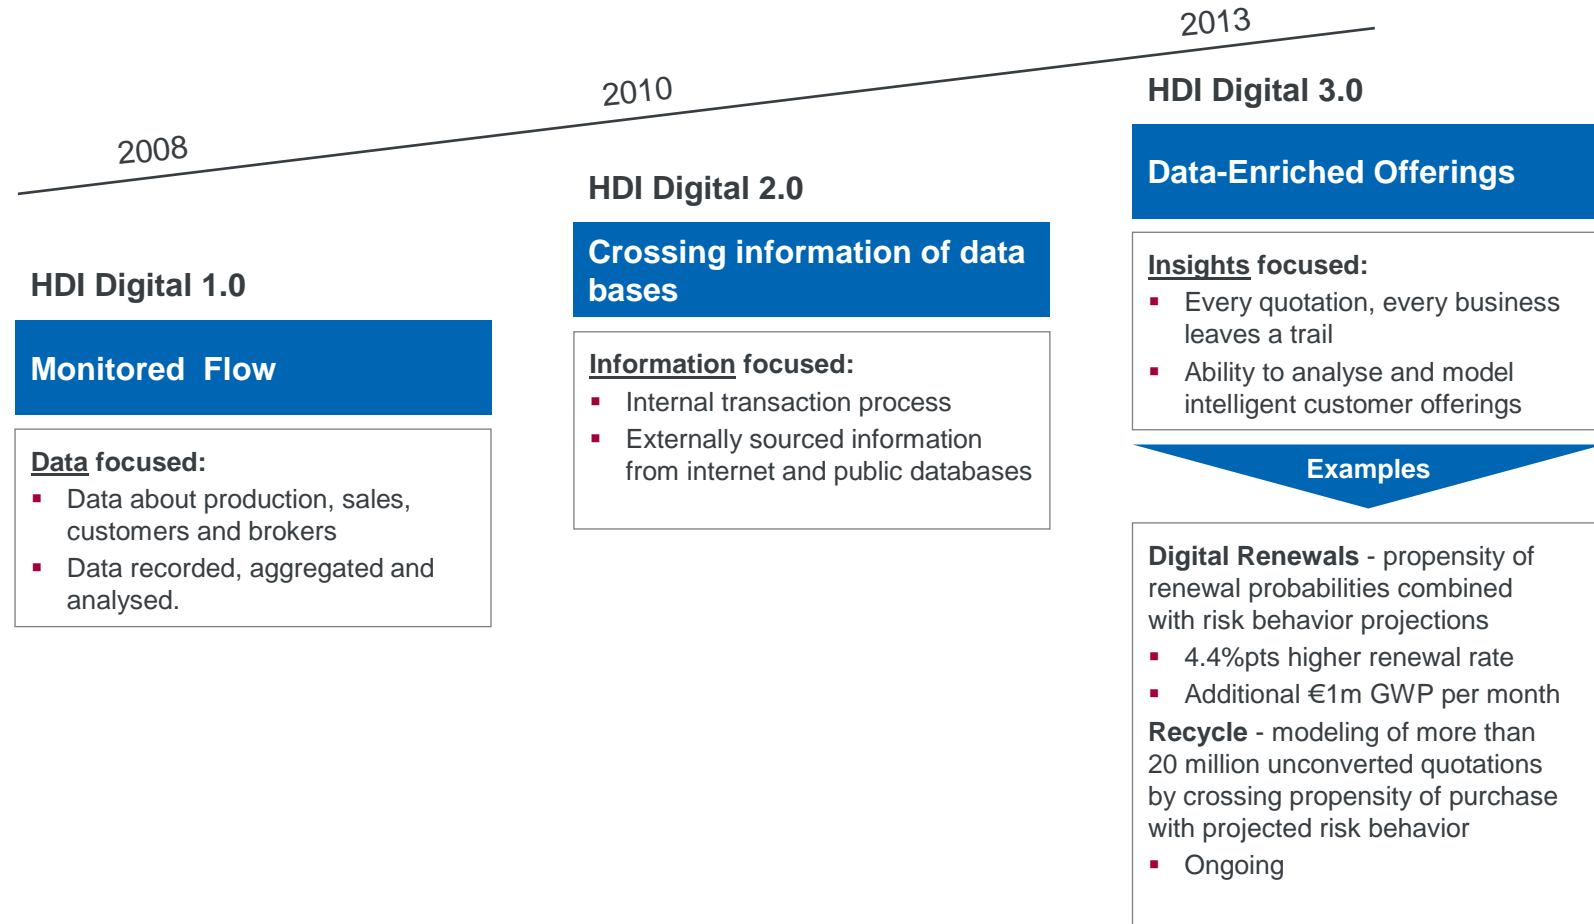 2008
2010
2013
HDI Digital 1.0
Monitored Flow
Data focused:
▪ Data about production, sales,
customers and brokers
▪ Data recorded, aggregated and
analysed.
HDI Digital 2.0
Crossing information of data
bases
Information focused:
▪ Internal transaction process
▪ Externally sourced information
from internet and public databases
HDI Digital 3.0
Data-Enriched Offerings
Insights focused:
▪ Every quotation, every business
leaves a trail
▪ Ability to analyse and model
intelligent customer offerings
Examples
Digital Renewals - propensity of
renewal probabilities combined
with risk behavior projections
▪ 4.4%pts higher renewal rate
▪ Additional €1m GWP per month
Recycle - modeling of more than
20 million unconverted quotations
by crossing propensity of purchase
with projected risk behavior
▪ Ongoing